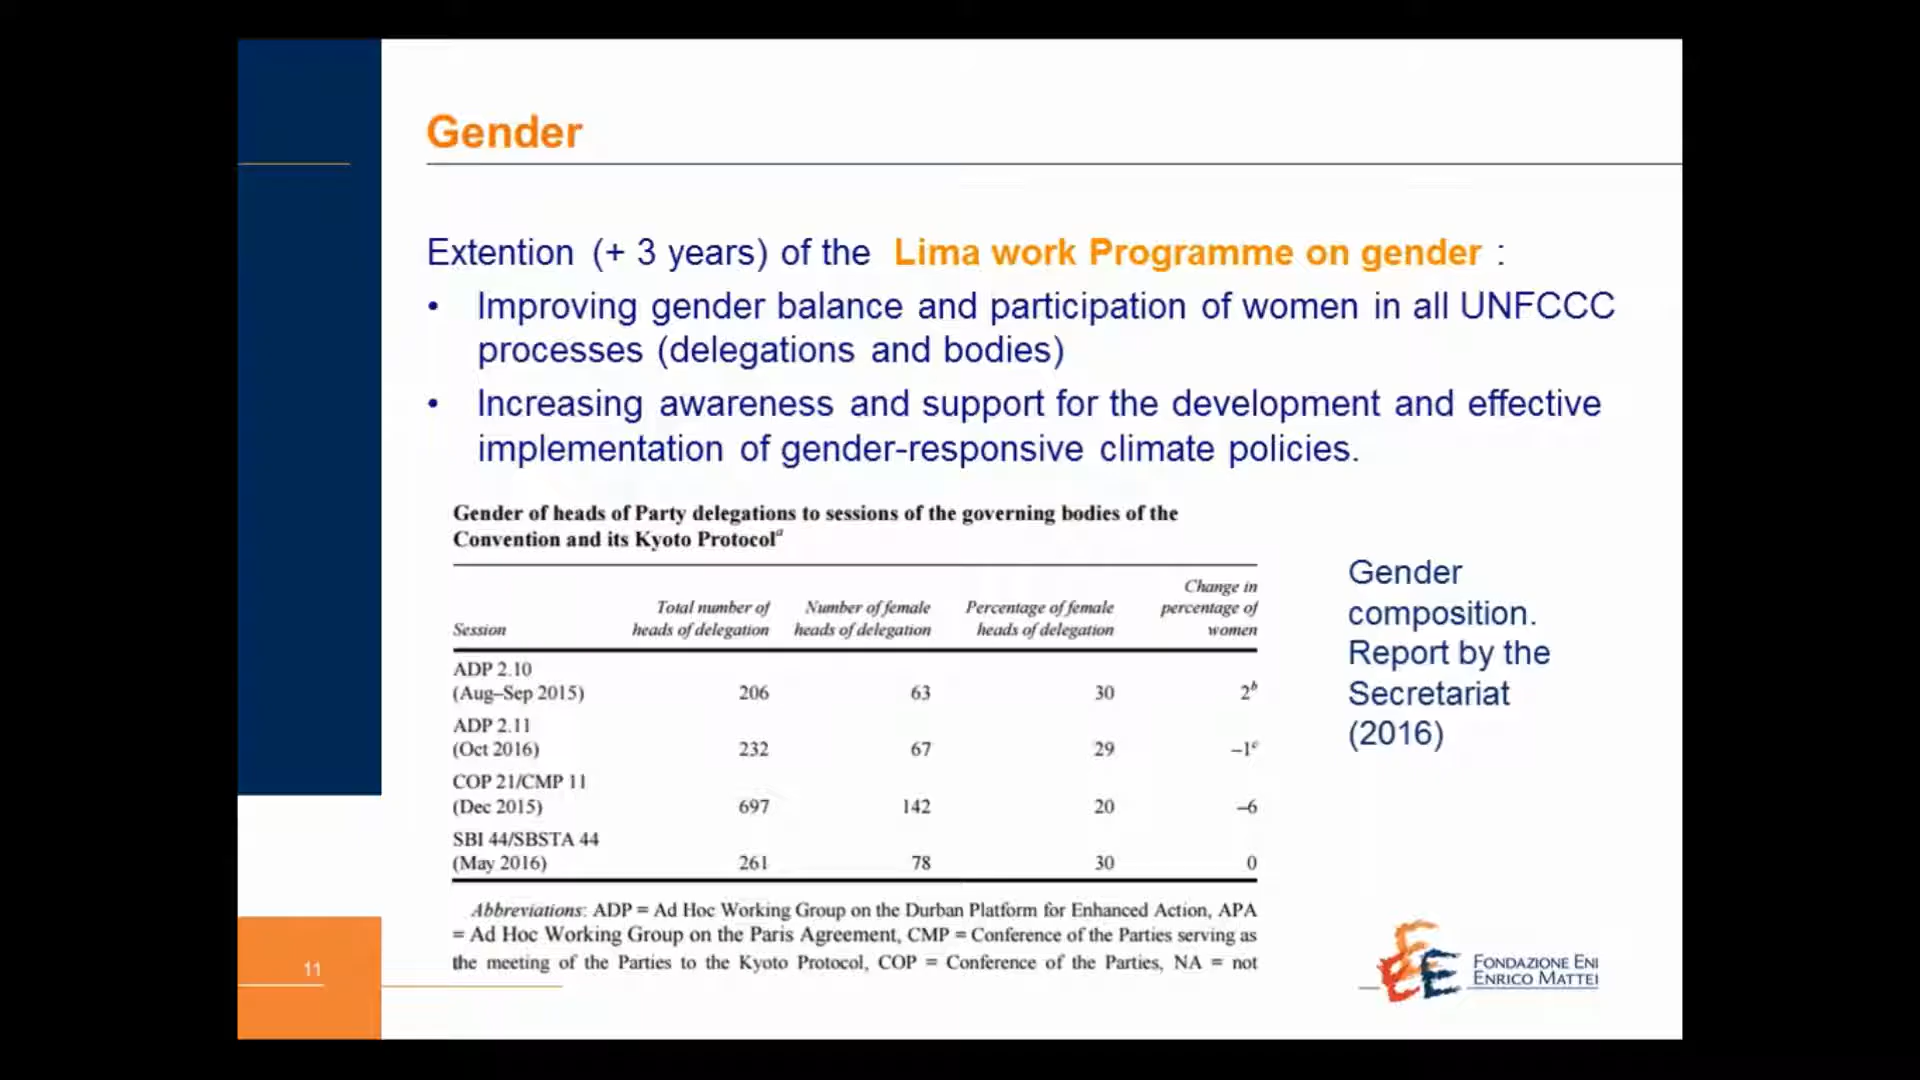 Gender
Extention (+ 3 years) of the Lima work Programme on gender :
• Improving gender balance and participation of women in all UNFCCC
processes (delegations and bodies)
• Increasing awareness and support for the development and effective
implementation of gender-responsive climate policies.
Gender of heads of Party delegations to sessions of the governing bodies of the
Convention and its Kyoto Protocolᵃ
Session Total number of heads of delegation Number of female heads of delegation Percentage of female heads of delegation Change in percentage of women
ADP 2.10
(Aug–Sep 2015) 206 63 30 2ᵇ
ADP 2.11
(Oct 2016) 232 67 29 –1ᶜ
COP 21/CMP 11
(Dec 2015) 697 142 20 –6
SBI 44/SBSTA 44
(May 2016) 261 78 30 0
Abbreviations: ADP = Ad Hoc Working Group on the Durban Platform for Enhanced Action, APA
= Ad Hoc Working Group on the Paris Agreement, CMP = Conference of the Parties serving as
the meeting of the Parties to the Kyoto Protocol, COP = Conference of the Parties, NA = not
Gender
composition.
Report by the
Secretariat
(2016)
11
FONDAZIONE ENI
ENRICO MATTEI